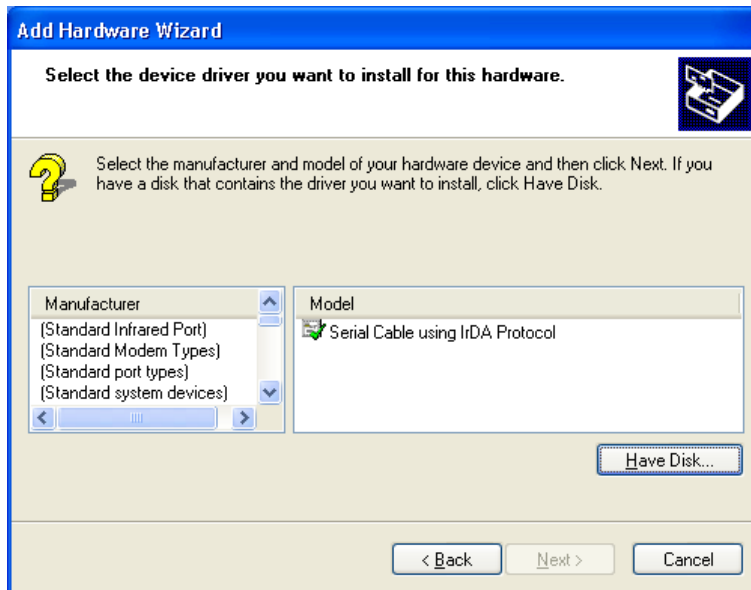 Add Hardware Wizard
Select the device driver you want to install for this hardware.
Select the manufacturer and model of your hardware device and then click Next. If you
have a disk that contains the driver you want to install, click Have Disk.
Manufacturer
(Standard Infrared Port)
(Standard Modem Types)
(Standard port types)
(Standard system devices)
Model
Serial Cable using IrDA Protocol
Have Disk...
< Back
Next >
Cancel